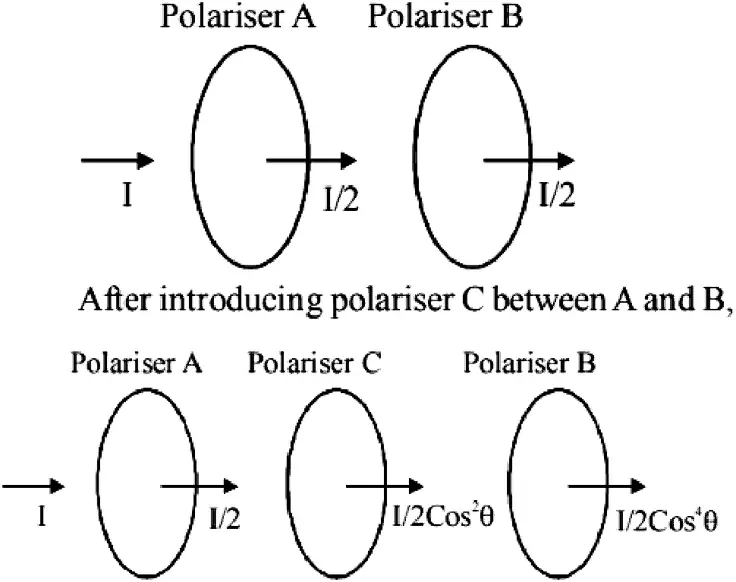 Polariser A Polariser B
I I/2 I/2
After introducing polariser C between A and B,
Polariser A Polariser C Polariser B
I I/2 I/2Cos²θ I/2Cos⁴θ